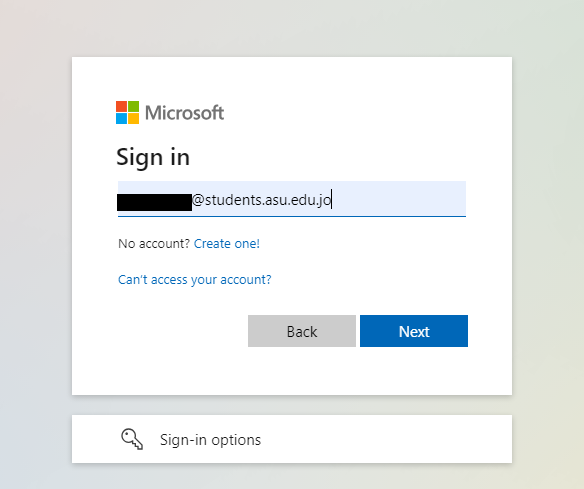 Microsoft
Sign in
@students.asu.edu.jo
No account? Create one!
Can't access your account?
Back Next
Sign-in options